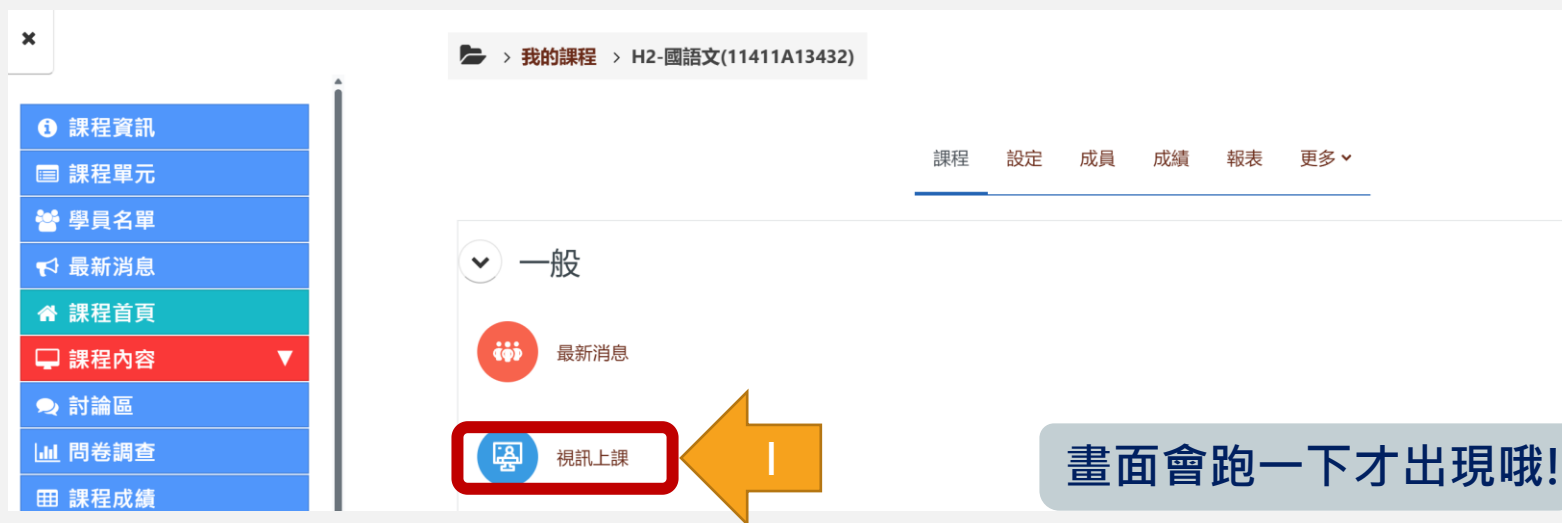 我的課程 > H2-國語文(11411A13432)
課程資訊
課程單元
學員名單
最新消息
課程首頁
課程內容
討論區
問卷調查
課程成績
課程 設定 成員 成績 報表 更多
一般
最新消息
視訊上課
1
畫面會跑一下才出現哦!